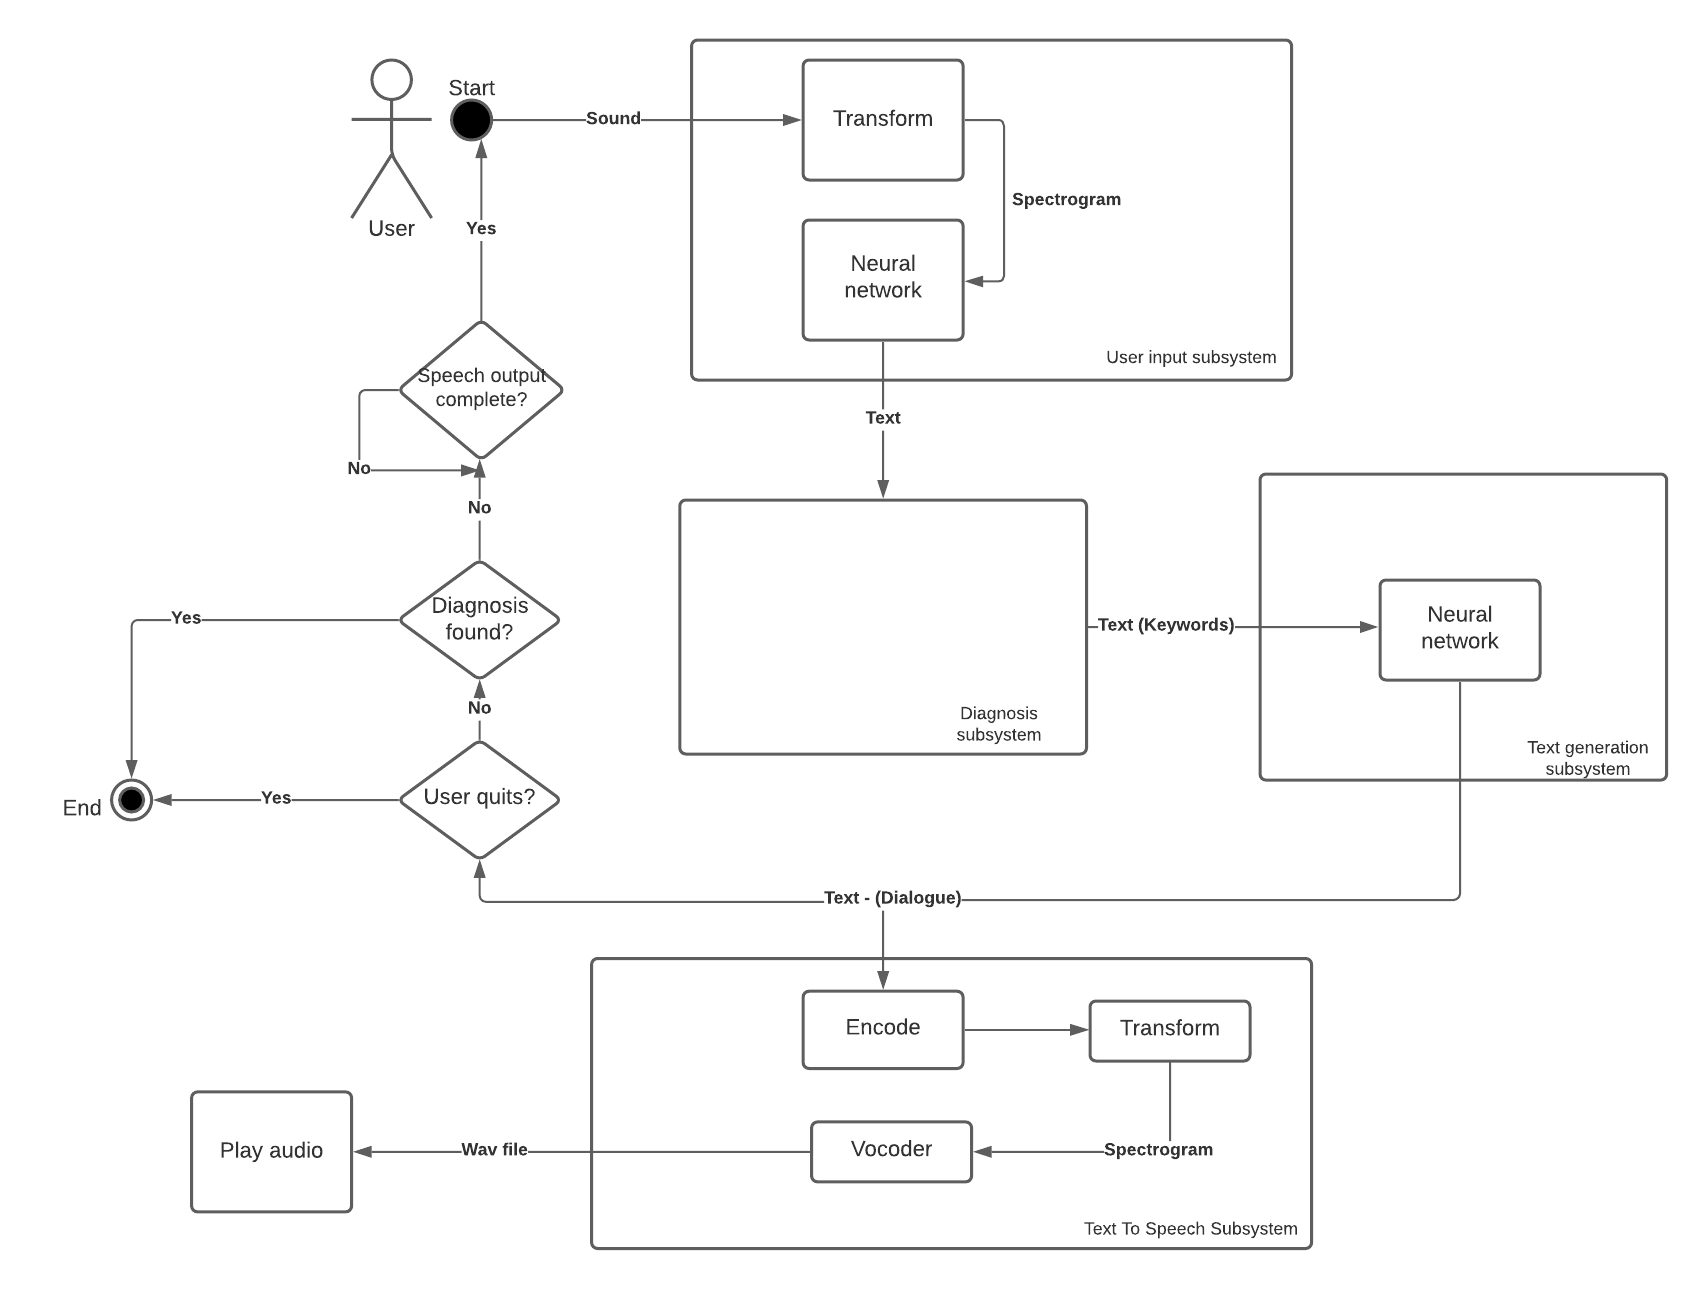 Start
Sound
Transform
User
Yes
Spectrogram
Neural
network
User input subsystem
Speech output
complete?
No
Text
No
Diagnosis
found?
Yes
Text (Keywords)
Neural
network
Diagnosis
subsystem
Text generation
subsystem
No
User quits?
Yes
End
Text - (Dialogue)
Encode
Transform
Play audio
Wav file
Vocoder
Spectrogram
Text To Speech Subsystem